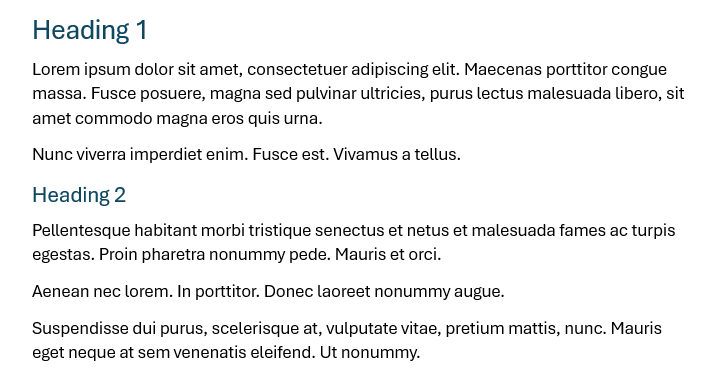 Heading 1
Lorem ipsum dolor sit amet, consectetuer adipiscing elit. Maecenas porttitor congue
massa. Fusce posuere, magna sed pulvinar ultricies, purus lectus malesuada libero, sit
amet commodo magna eros quis urna.
Nunc viverra imperdiet enim. Fusce est. Vivamus a tellus.
Heading 2
Pellentesque habitant morbi tristique senectus et netus et malesuada fames ac turpis
egestas. Proin pharetra nonummy pede. Mauris et orci.
Aenean nec lorem. In porttitor. Donec laoreet nonummy augue.
Suspendisse dui purus, scelerisque at, vulputate vitae, pretium mattis, nunc. Mauris
eget neque at sem venenatis eleifend. Ut nonummy.